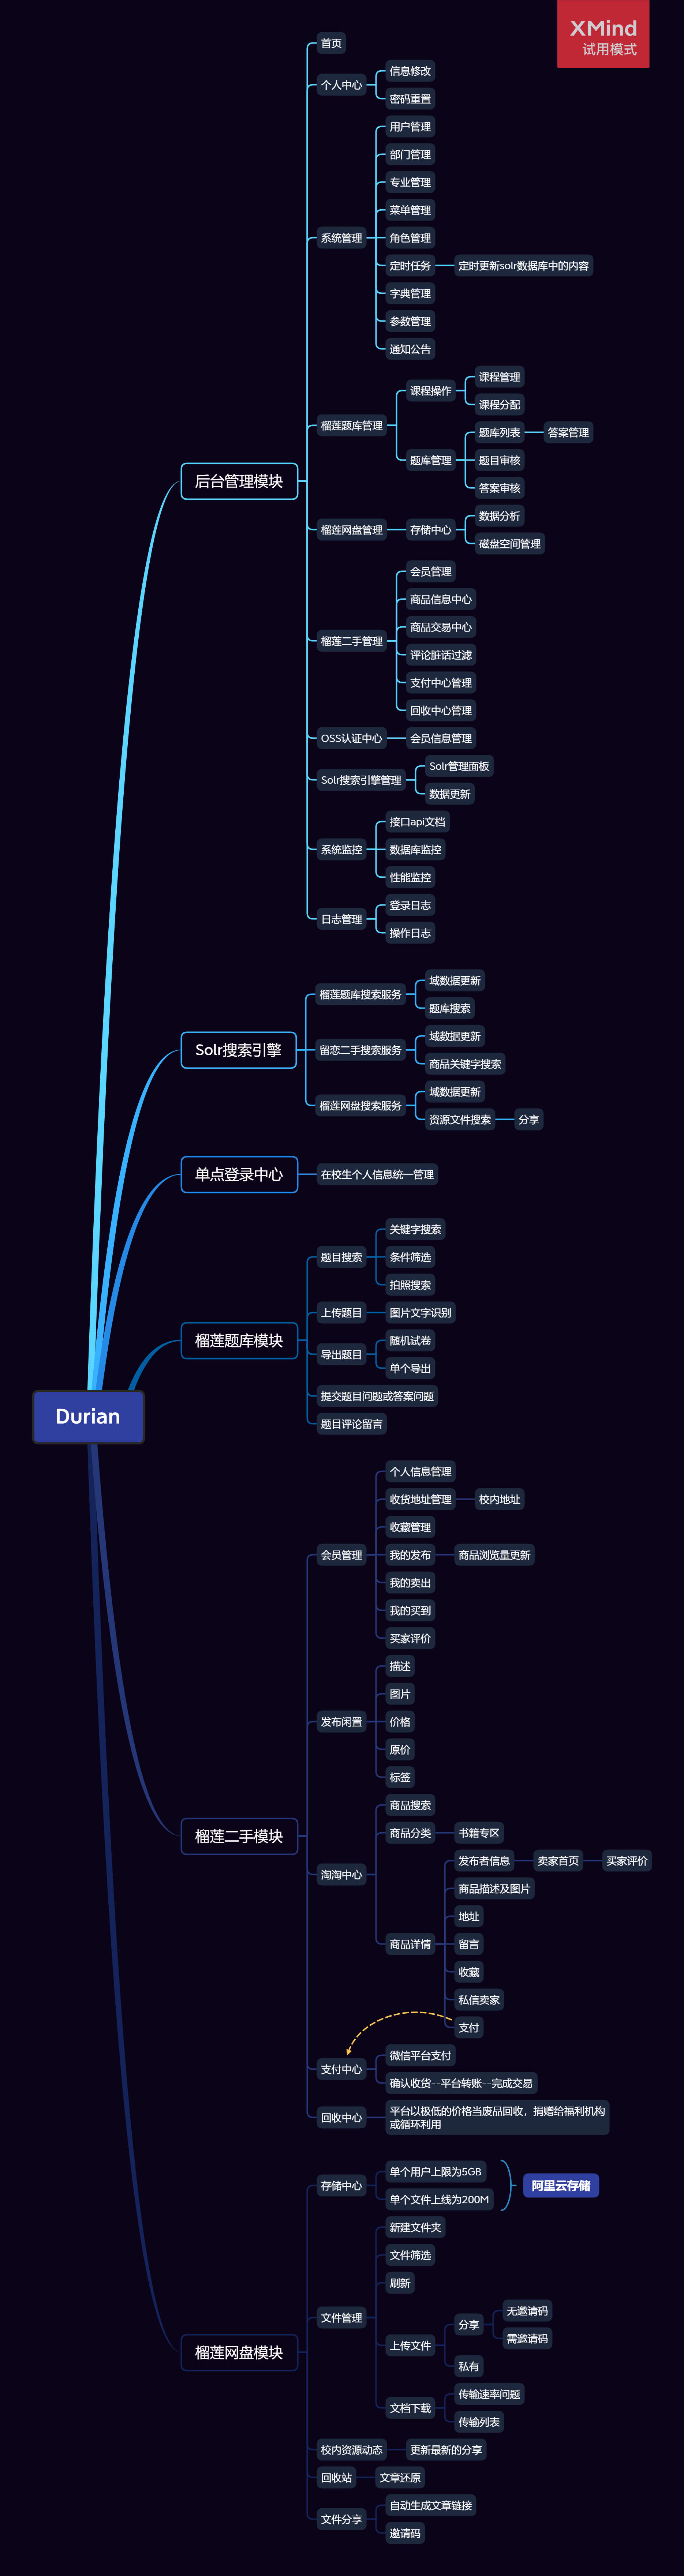 XMind
试用模式
首页
个人中心
信息修改
密码重置
系统管理
用户管理
部门管理
专业管理
菜单管理
角色管理
定时任务
定时更新solr数据库中的内容
字典管理
参数管理
通知公告
后台管理模块
榴莲题库管理
课程操作
课程管理
课程分配
题库管理
题库列表
答案管理
题目审核
答案审核
榴莲网盘管理
存储中心
数据分析
磁盘空间管理
榴莲二手管理
会员管理
商品信息中心
商品交易中心
评论脏话过滤
支付中心管理
回收中心管理
OSS认证中心
会员信息管理
Solr搜索引擎管理
Solr管理面板
数据更新
系统监控
接口api文档
数据库监控
性能监控
日志管理
登录日志
操作日志
Solr搜索引擎
榴莲题库搜索服务
域数据更新
题库搜索
留恋二手搜索服务
域数据更新
商品关键字搜索
榴莲网盘搜索服务
域数据更新
资源文件搜索
分享
单点登录中心
在校生个人信息统一管理
榴莲题库模块
题目搜索
关键字搜索
条件筛选
拍照搜索
上传题目
图片文字识别
导出题目
随机试卷
单个导出
提交题目问题或答案问题
题目评论留言
Durian
榴莲二手模块
会员管理
个人信息管理
收货地址管理
校内地址
收藏管理
我的发布
商品浏览量更新
我的卖出
我的买到
买家评价
发布闲置
描述
图片
价格
原价
标签
淘淘中心
商品搜索
商品分类
书籍专区
商品详情
发布者信息
卖家首页
买家评价
商品描述及图片
地址
留言
收藏
私信卖家
支付
支付中心
微信平台支付
确认收货--平台转账--完成交易
回收中心
平台以极低的价格当废品回收，捐赠给福利机构
或循环利用
榴莲网盘模块
存储中心
单个用户上限为5GB
单个文件上线为200M
阿里云存储
文件管理
新建文件夹
文件筛选
刷新
上传文件
分享
无邀请码
需邀请码
私有
文档下载
传输速率问题
传输列表
校内资源动态
更新最新的分享
回收站
文章还原
文件分享
自动生成文章链接
邀请码